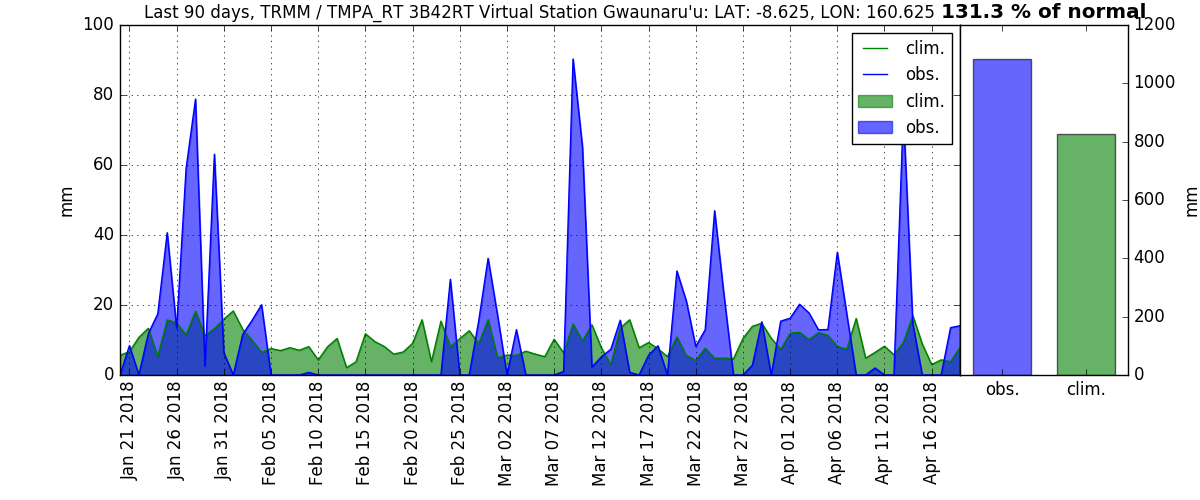 Last 90 days, TRMM / TMPA_RT 3B42RT Virtual Station Gwaunaru'u: LAT: -8.625, LON: 160.625 131.3 % of normal
100
80
60
40
20
0
mm
clim.
obs.
clim.
obs.
1200
1000
800
600
400
200
0
mm
obs.
clim.
Jan 21 2018
Jan 26 2018
Jan 31 2018
Feb 05 2018
Feb 10 2018
Feb 15 2018
Feb 20 2018
Feb 25 2018
Mar 02 2018
Mar 07 2018
Mar 12 2018
Mar 17 2018
Mar 22 2018
Mar 27 2018
Apr 01 2018
Apr 06 2018
Apr 11 2018
Apr 16 2018